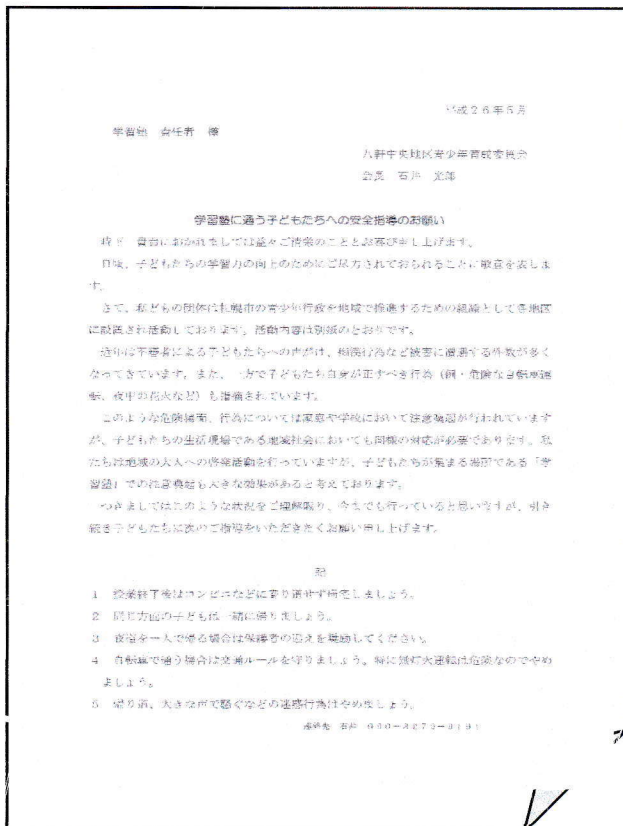 平成26年5月
学習塾 責任者 様
八軒中央地区青少年育成委員会
会長 石井
学習塾に通う子どもたちへの安全指導のお願い
時下 貴台におかれましては益々ご清栄のこととお喜び申し上げます。
日頃、子どもたちの学習力の向上のためにご尽力されておられることに敬意を表しま
す。
さて、私どもの団体は札幌市の青少年行政を地域で推進するための組織として各地区
に設置され活動しております。活動内容は別紙のとおりです。
近年は不審者による子どもたちへの声がけ、痴漢行為など被害に遭遇する件数が多く
なってきています。また、一方で子どもたち自身が正すべき行為（例・危険な自転車運
転、夜中の花火など）も指摘されています。
このような危険場面、行為については家庭や学校において注意喚起が行われています
が、子どもたちの生活現場である地域社会においても同様の対応が必要であります。私
たちは地域の大人への啓発活動を行っていますが、子どもたちが集まる場所である「学
習塾」での注意喚起も大きな効果があると考えております。
つきましてはこのような状況をご理解賜り、今までも行っていると思いますが、引き
続き子どもたちに次のご指導をいただきたくお願い申し上げます。
記
1 授業終了後はコンビニなどに寄り道せず帰宅しましょう。
2 同じ方面の子どもは一緒に帰りましょう。
3 夜道を一人で帰る場合は保護者の迎えを奨励してください。
4 自転車で通う場合は交通ルールを守りましょう。特に無灯火運転は危険なのでやめ
ましょう。
5 帰り道、大きな声で騒ぐなどの迷惑行為はやめましょう。
連絡先 石井